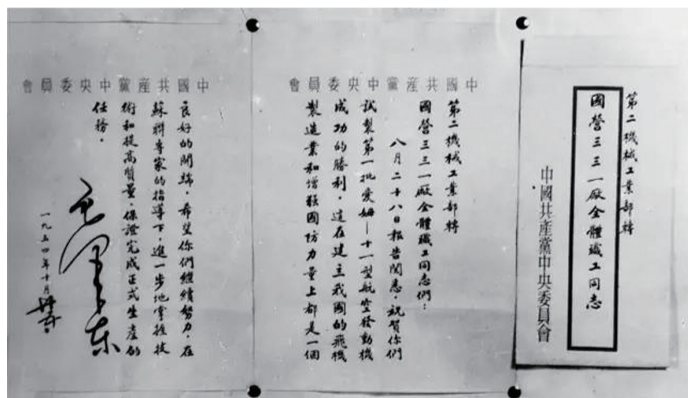 第二機械工業部轉
國營三三一廠全體職工同志
中國共產黨中央委員會
中國共產黨中央委員會
第二機械工業部轉
國營三三一廠全體職工同志們：
八月二十八日報告閱悉。祝賀你們
試製第一批愛姆—十一型航空發動機
成功的勝利。這在建立我國的飛機
製造業和增強國防力量上都是一個
中國共產黨中央委員會
良好的開端。希望你們繼續努力，在
蘇聯專家的指導下，進一步地掌握技
術和提高質量，保證完成正式生產的
任務。
毛澤東
一九五四年十月